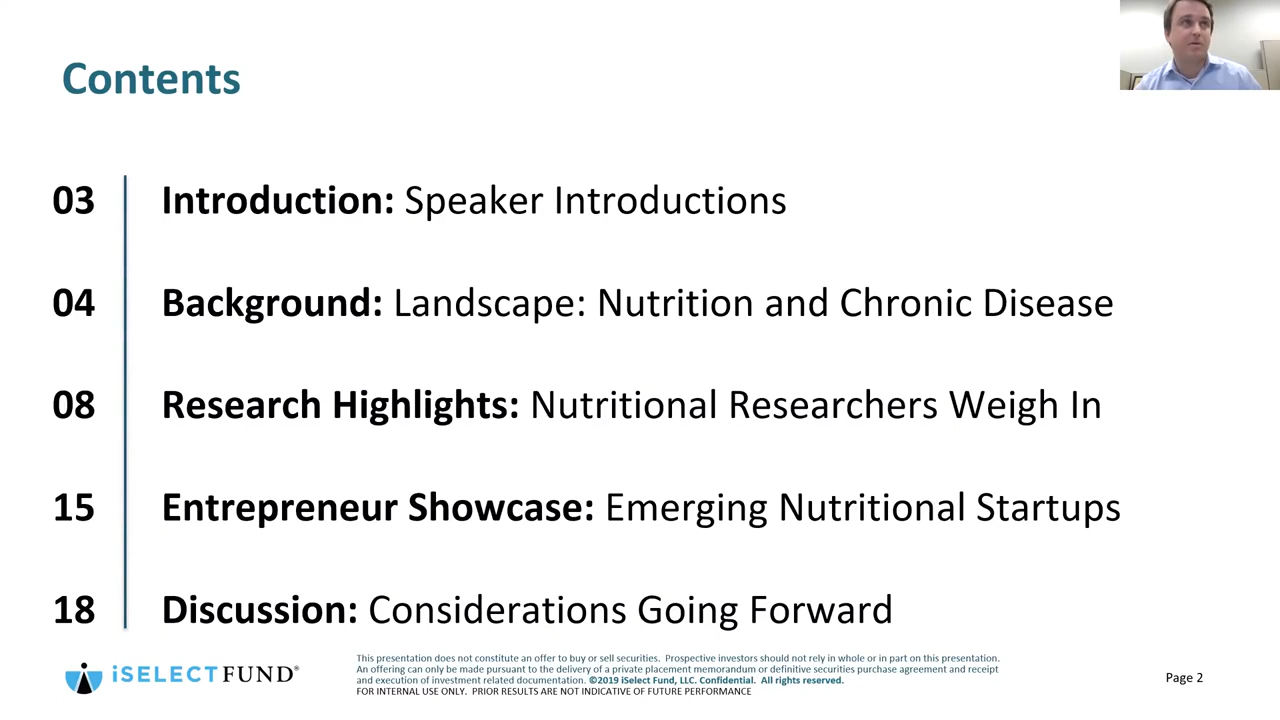 Contents
03 Introduction: Speaker Introductions
04 Background: Landscape: Nutrition and Chronic Disease
08 Research Highlights: Nutritional Researchers Weigh In
15 Entrepreneur Showcase: Emerging Nutritional Startups
18 Discussion: Considerations Going Forward
iSELECTFUND®
This presentation does not constitute an offer to buy or sell securities. Prospective investors should not rely in whole or in part on this presentation.
An offering can only be made pursuant to the delivery of a private placement memorandum or definitive securities purchase agreement and receipt
and execution of investment related documentation. ©2019 iSelect Fund, LLC. Confidential. All rights reserved.
FOR INTERNAL USE ONLY. PRIOR RESULTS ARE NOT INDICATIVE OF FUTURE PERFORMANCE
Page 2